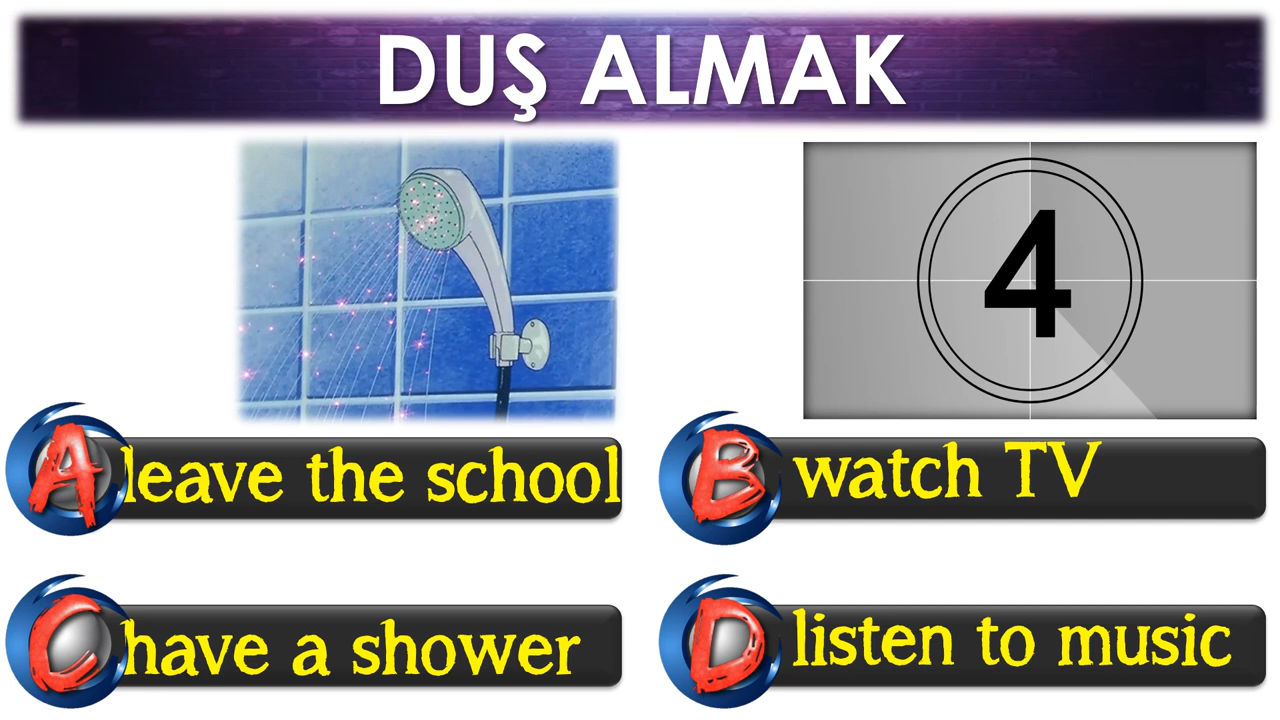 DUŞ ALMAK
4
A leave the school
B watch TV
C have a shower
D listen to music